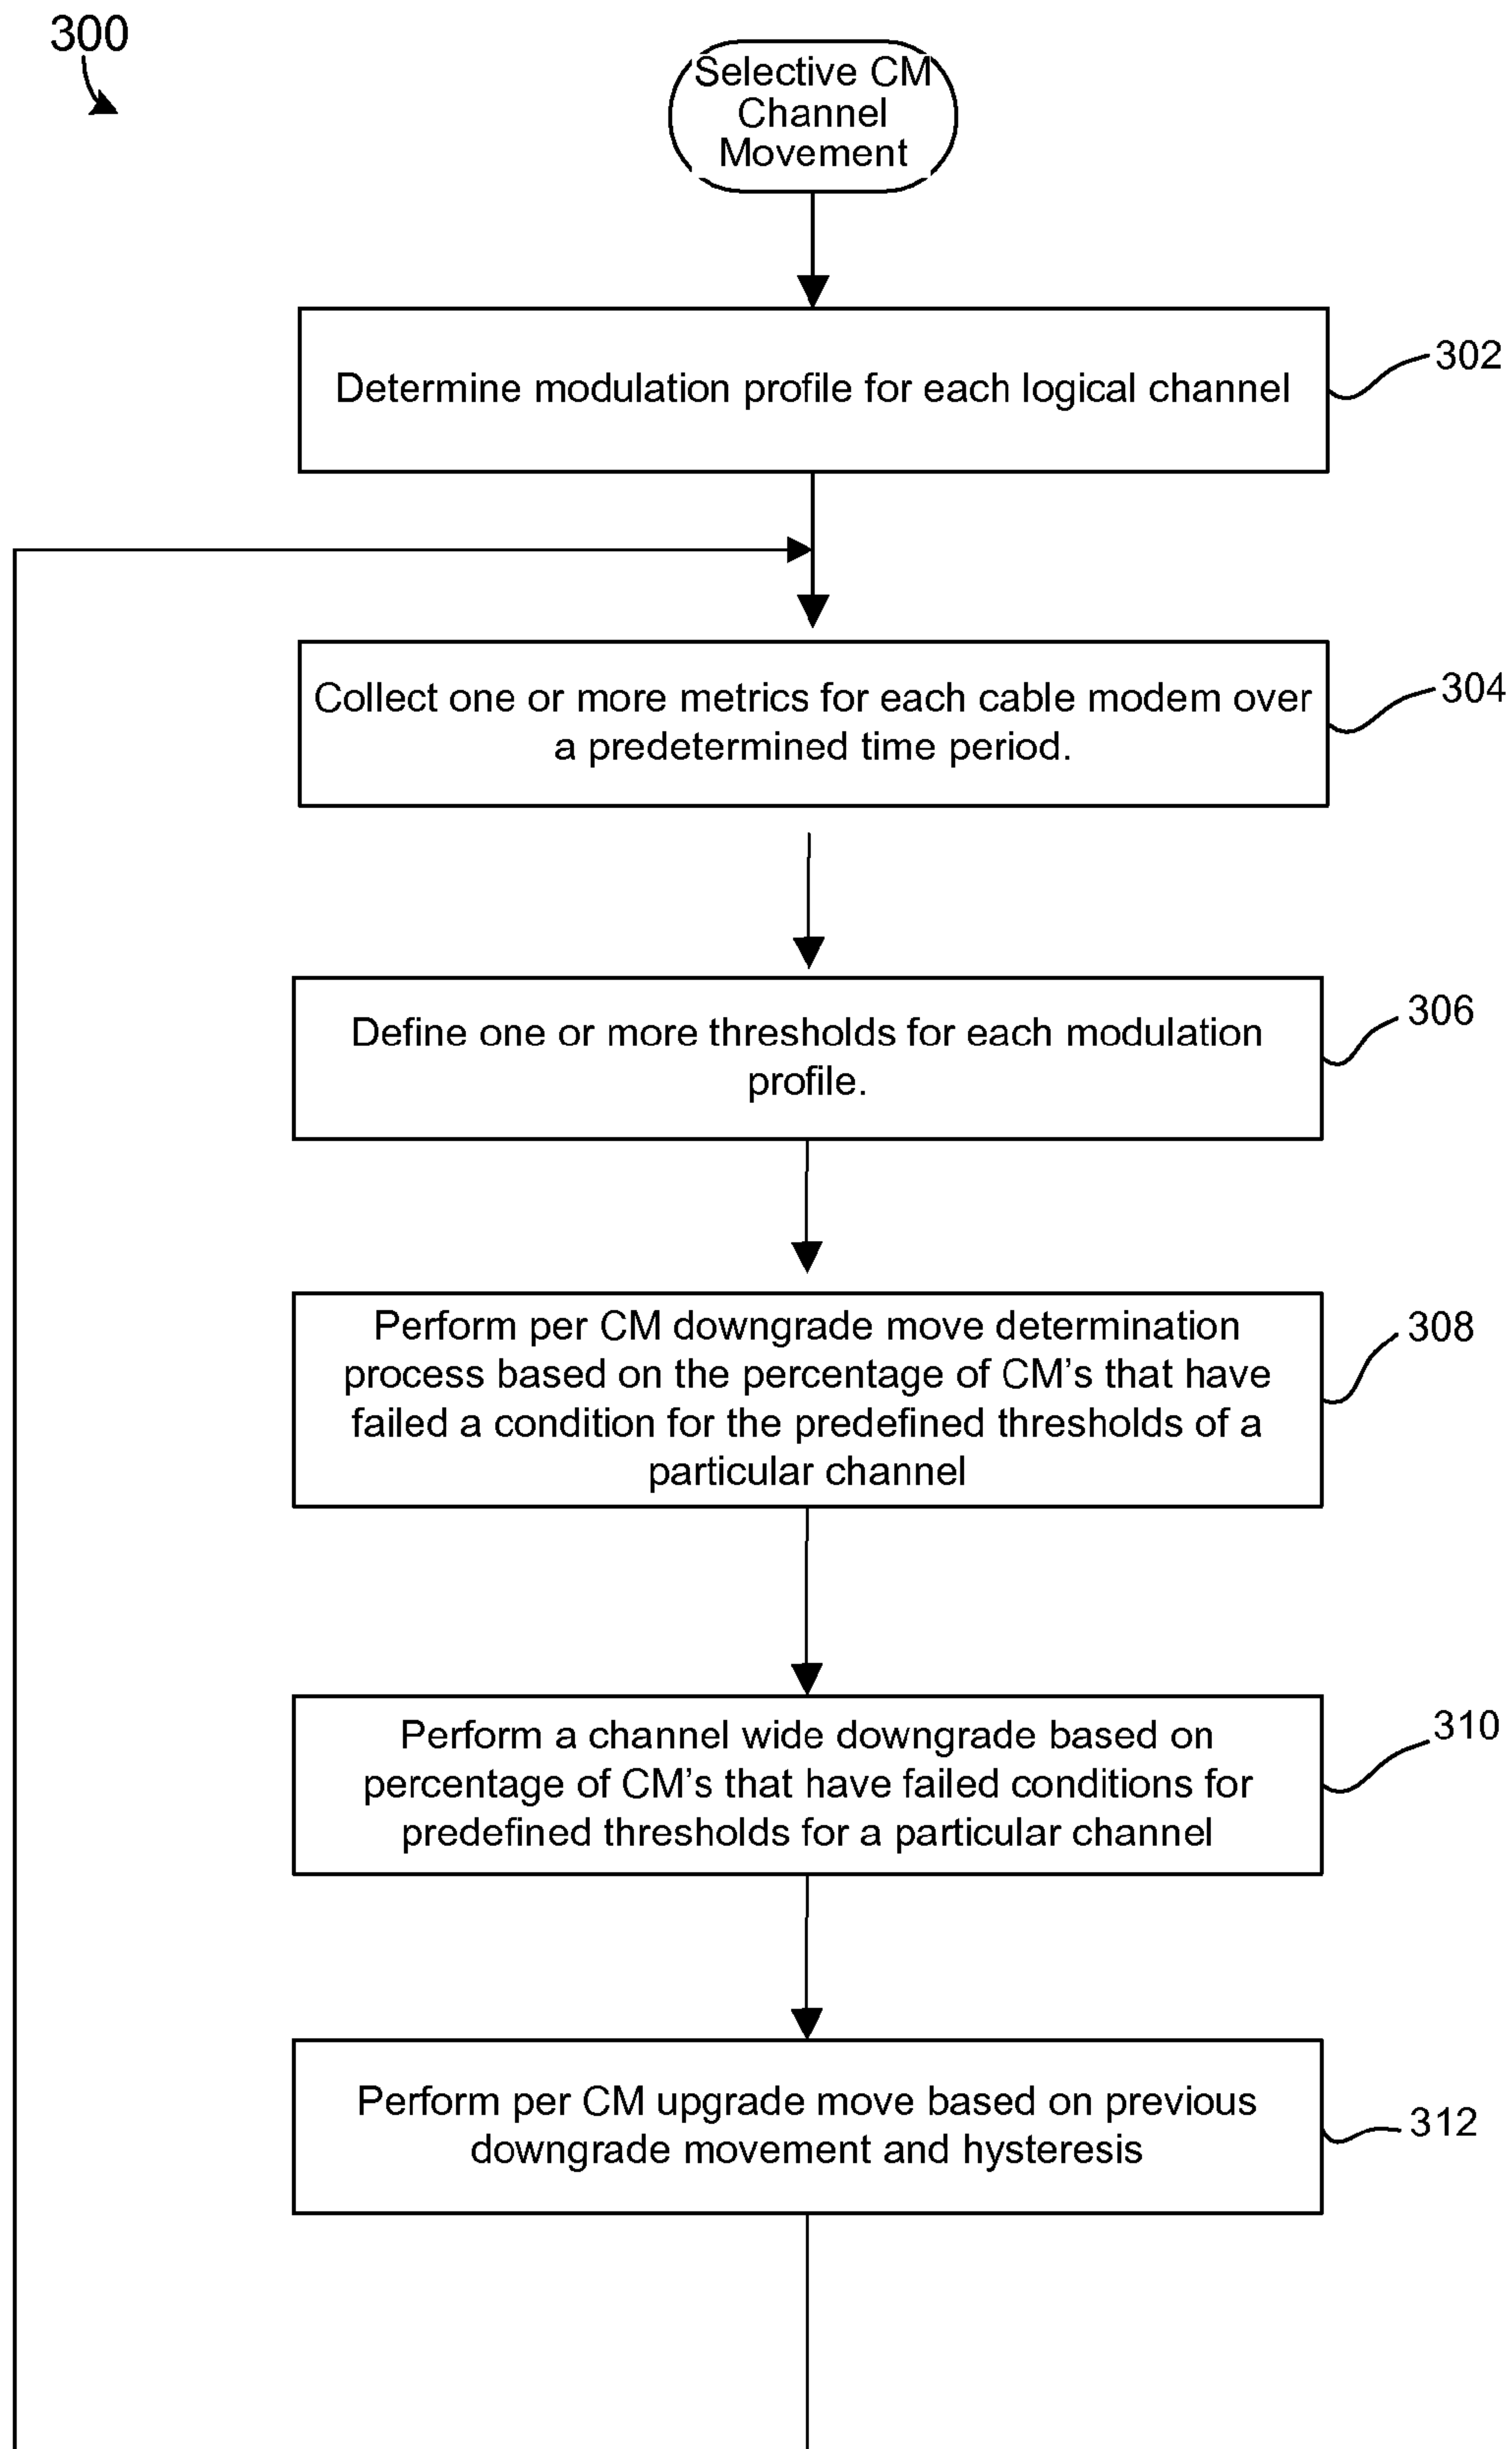 300
Selective CM
Channel
Movement
Determine modulation profile for each logical channel
302
Collect one or more metrics for each cable modem over
a predetermined time period.
304
Define one or more thresholds for each modulation
profile.
306
Perform per CM downgrade move determination
process based on the percentage of CM's that have
failed a condition for the predefined thresholds of a
particular channel
308
Perform a channel wide downgrade based on
percentage of CM's that have failed conditions for
predefined thresholds for a particular channel
310
Perform per CM upgrade move based on previous
downgrade movement and hysteresis
312